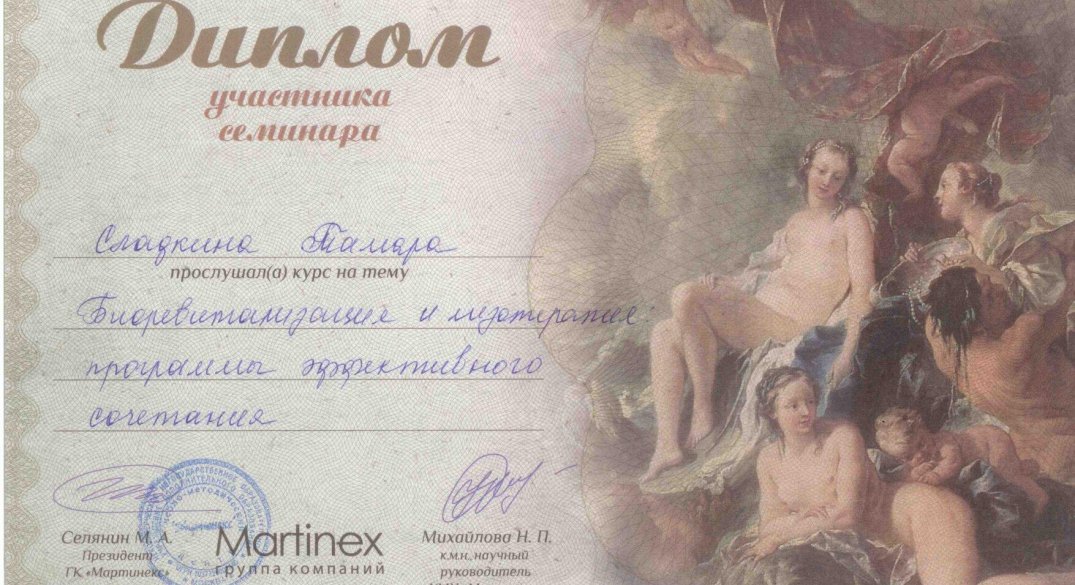 Диплом
участника
семинара
Сладкина Тамара
прослушал(а) курс на тему
Биоревитализация и мезотерапия:
программы эффективного
сочетания
Селянин М. А.
Президент
ГК «Мартинекс»
Martinex
группа компаний
Михайлова Н. П.
к.м.н, научный
руководитель